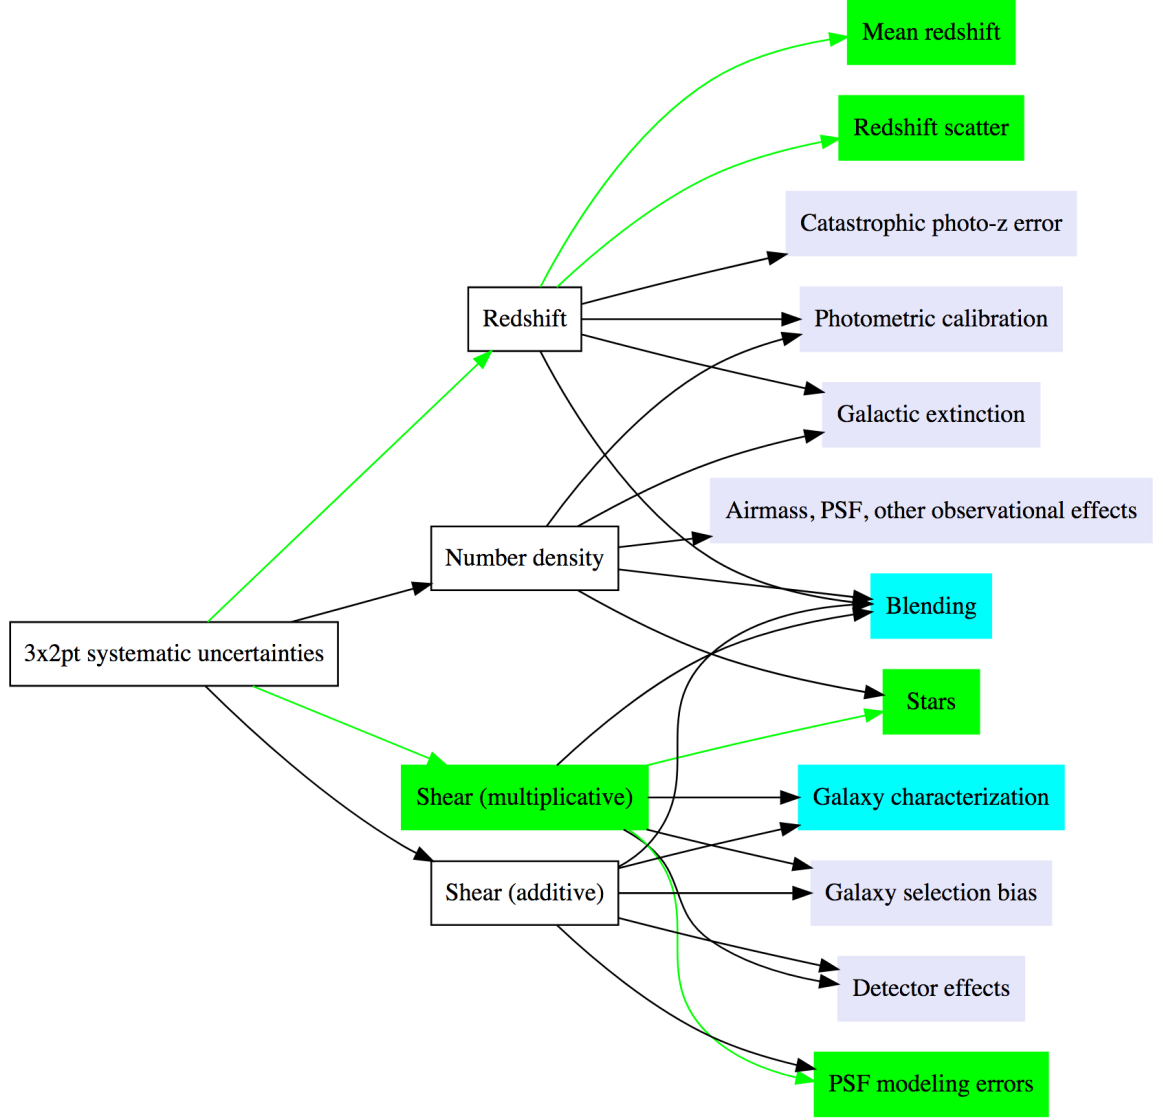 Mean redshift
Redshift scatter
Catastrophic photo-z error
Redshift
Photometric calibration
Galactic extinction
Airmass, PSF, other observational effects
Number density
Blending
3x2pt systematic uncertainties
Stars
Shear (multiplicative)
Galaxy characterization
Shear (additive)
Galaxy selection bias
Detector effects
PSF modeling errors